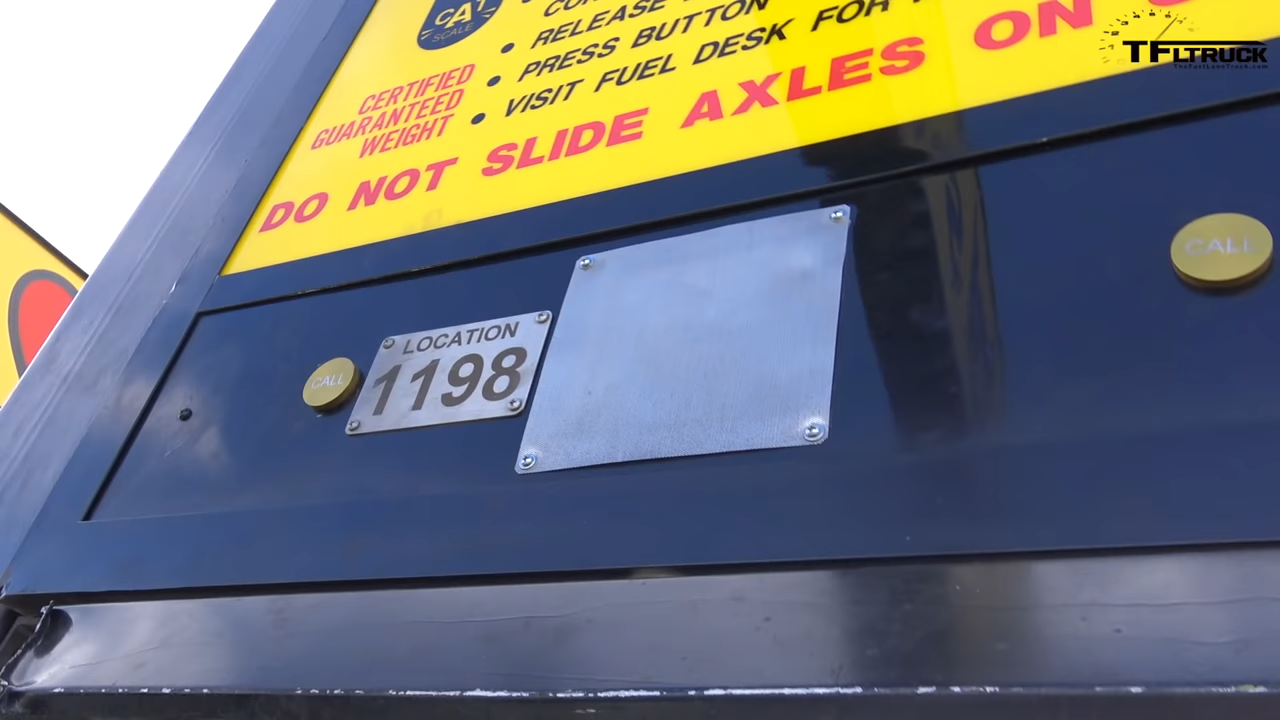 CAT
SCALE
• RELEASE
• PRESS BUTTON
• VISIT FUEL DESK FOR
CERTIFIED
GUARANTEED
WEIGHT
DO NOT SLIDE AXLES ON
TFLTRUCK
TheFastLaneTruck.com
CALL
LOCATION
1198
CALL